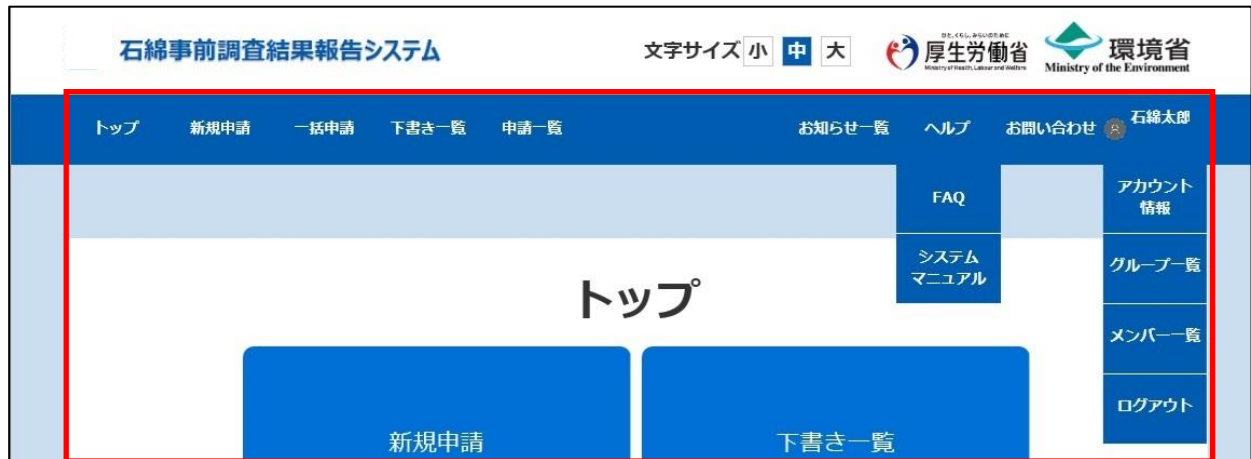 石綿事前調査結果報告システム
文字サイズ 小 中 大
ひと、くらし、みらいのために
厚生労働省
Ministry of Health, Labour and Welfare
環境省
Ministry of the Environment
トップ 新規申請 一括申請 下書き一覧 申請一覧 お知らせ一覧 ヘルプ お問い合わせ 石綿太郎
FAQ
システム
マニュアル
アカウント
情報
グループ一覧
メンバー一覧
ログアウト
トップ
新規申請
下書き一覧